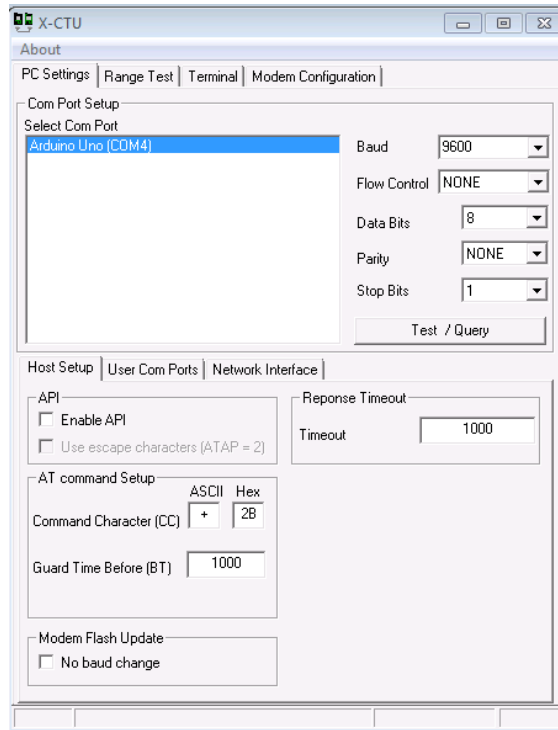 X-CTU
About
PC Settings Range Test Terminal Modem Configuration
Com Port Setup
Select Com Port
Arduino Uno (COM4)
Baud 9600
Flow Control NONE
Data Bits 8
Parity NONE
Stop Bits 1
Test / Query
Host Setup User Com Ports Network Interface
API
Enable API
Use escape characters (ATAP = 2)
Reponse Timeout
Timeout 1000
AT command Setup
ASCII Hex
Command Character (CC) + 2B
Guard Time Before (BT) 1000
Modem Flash Update
No baud change